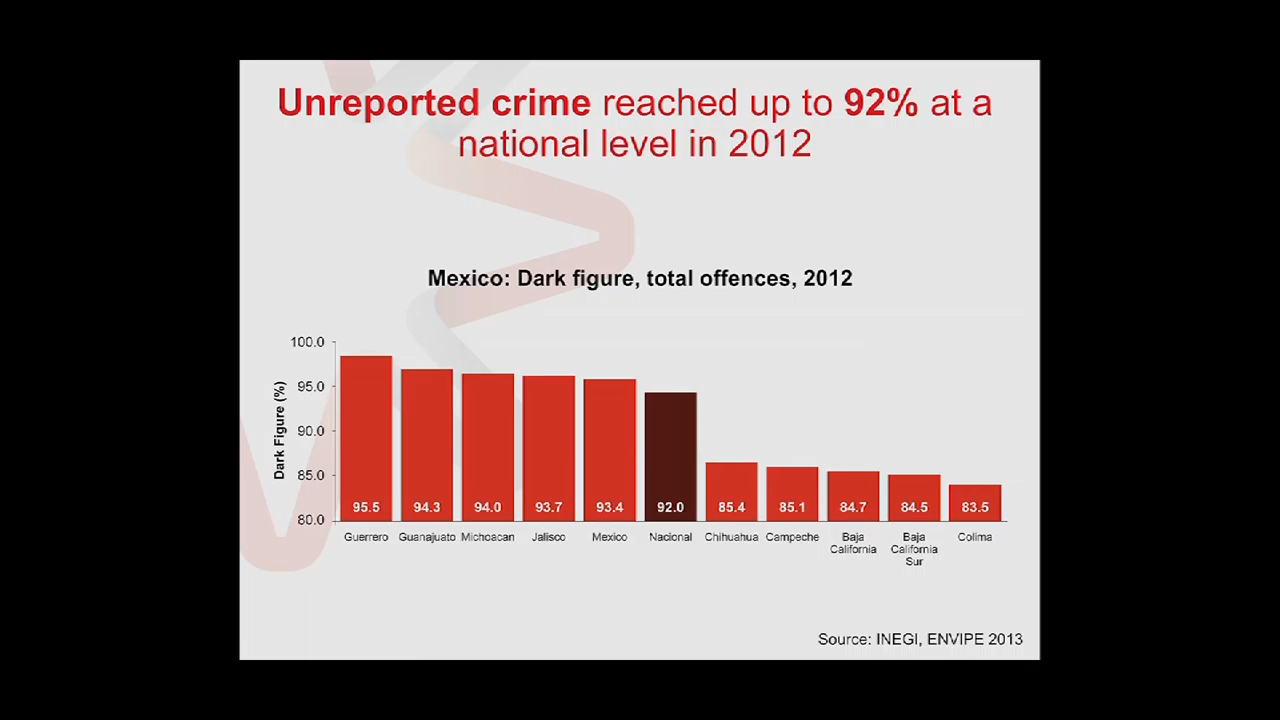 Unreported crime reached up to 92% at a
national level in 2012
Mexico: Dark figure, total offences, 2012
Dark Figure (%)
100.0
95.0
90.0
85.0
80.0
95.5 94.3 94.0 93.7 93.4 92.0 85.4 85.1 84.7 84.5 83.5
Guerrero Guanajuato Michoacan Jalisco Mexico Nacional Chihuahua Campeche Baja Baja Colima
California California
Sur
Source: INEGI, ENVIPE 2013